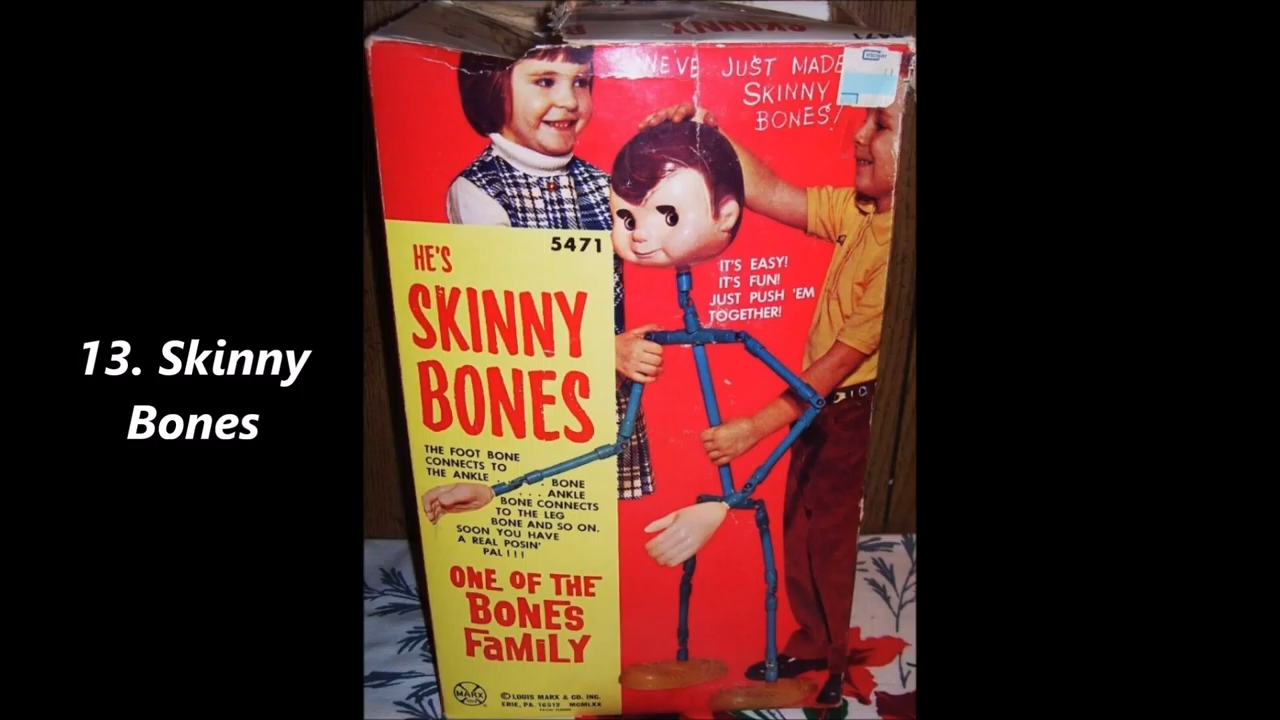 13. Skinny
Bones
SKINNY
WE'VE JUST MADE
SKINNY
BONES!
5471
HE'S
SKINNY
BONES
IT'S EASY!
IT'S FUN!
JUST PUSH 'EM
TOGETHER!
THE FOOT BONE
CONNECTS TO
THE ANKLE . . . . . BONE
. . . ANKLE
BONE CONNECTS
TO THE LEG
BONE AND SO ON.
SOON YOU HAVE
A REAL POSIN'
PAL!!!
ONE OF THE
BONES
FAMILY
MARX
© LOUIS MARX & CO. INC.
ERIE, PA. 16512 MCMLXX